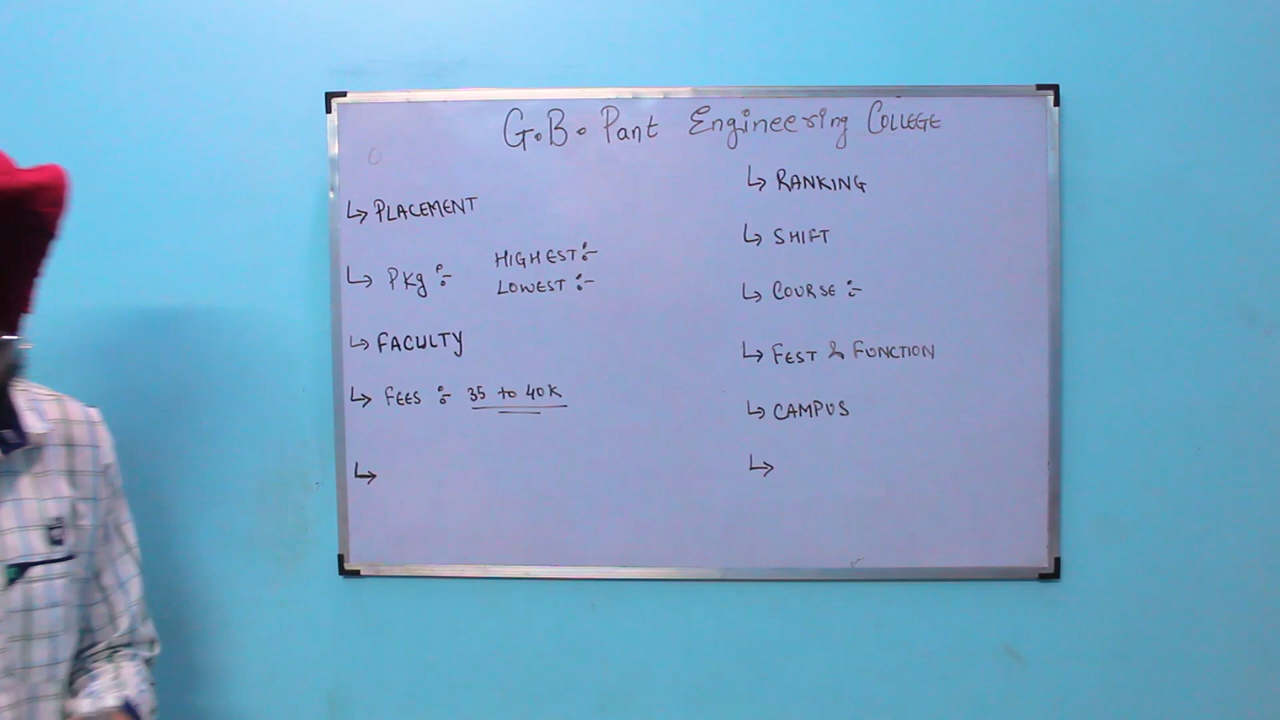 G.B. Pant Engineering COLLEGE
↳ PLACEMENT
↳ PKg :-
HIGHEST :-
LOWEST :-
↳ FACULTY
↳ FEES :- 35 to 40K
↳
↳ RANKING
↳ SHIFT
↳ COURSE :-
↳ FEST & FUNCTION
↳ CAMPUS
↳